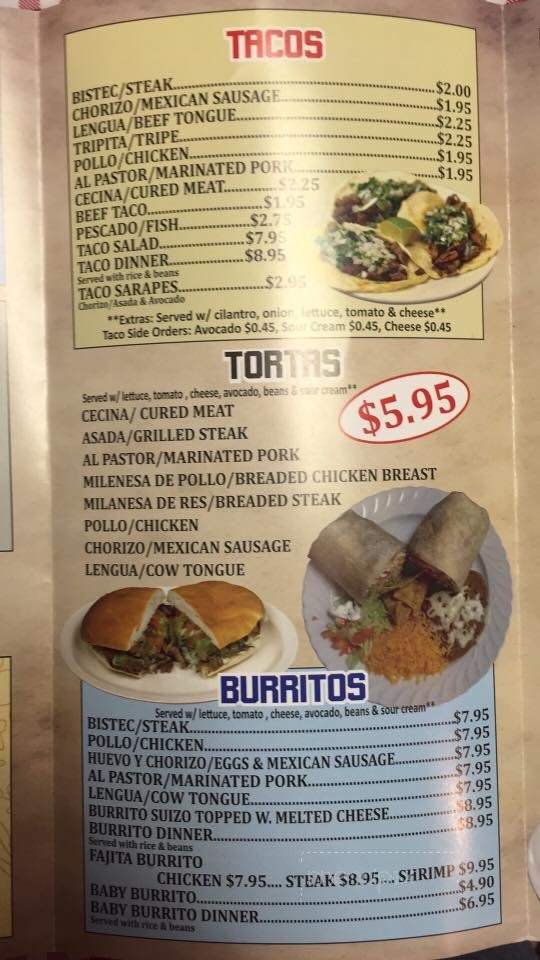 TACOS
BISTEC/STEAK....$2.00
CHORIZO/MEXICAN SAUSAGE....$1.95
LENGUA/BEEF TONGUE....$2.25
TRIPITA/TRIPE....$2.25
POLLO/CHICKEN....$1.95
AL PASTOR/MARINATED PORK....$1.95
CECINA/CURED MEAT....$2.25
BEEF TACO....$1.95
PESCADO/FISH....$2.75
TACO SALAD....$7.95
TACO DINNER....$8.95
Served with rice & beans
TACO SARAPES....$2.95
Chorizo/Asada & Avocado
**Extras: Served w/ cilantro, onion, lettuce, tomato & cheese**
Taco Side Orders: Avocado $0.45, Sour Cream $0.45, Cheese $0.45
TORTAS
Served w/ lettuce, tomato , cheese, avocado, beans & sour cream**
$5.95
CECINA/ CURED MEAT
ASADA/GRILLED STEAK
AL PASTOR/MARINATED PORK
MILENESA DE POLLO/BREADED CHICKEN BREAST
MILANESA DE RES/BREADED STEAK
POLLO/CHICKEN
CHORIZO/MEXICAN SAUSAGE
LENGUA/COW TONGUE
BURRITOS
Served w/ lettuce, tomato , cheese, avocado, beans & sour cream**
BISTEC/STEAK....$7.95
POLLO/CHICKEN....$7.95
HUEVO Y CHORIZO/EGGS & MEXICAN SAUSAGE....$7.95
AL PASTOR/MARINATED PORK....$7.95
LENGUA/COW TONGUE....$7.95
BURRITO SUIZO TOPPED W. MELTED CHEESE....$8.95
BURRITO DINNER....$8.95
Served with rice & beans
FAJITA BURRITO
CHICKEN $7.95.... STEAK $8.95.... SHRIMP $9.95
BABY BURRITO....$4.90
BABY BURRITO DINNER....$6.95
Served with rice & beans